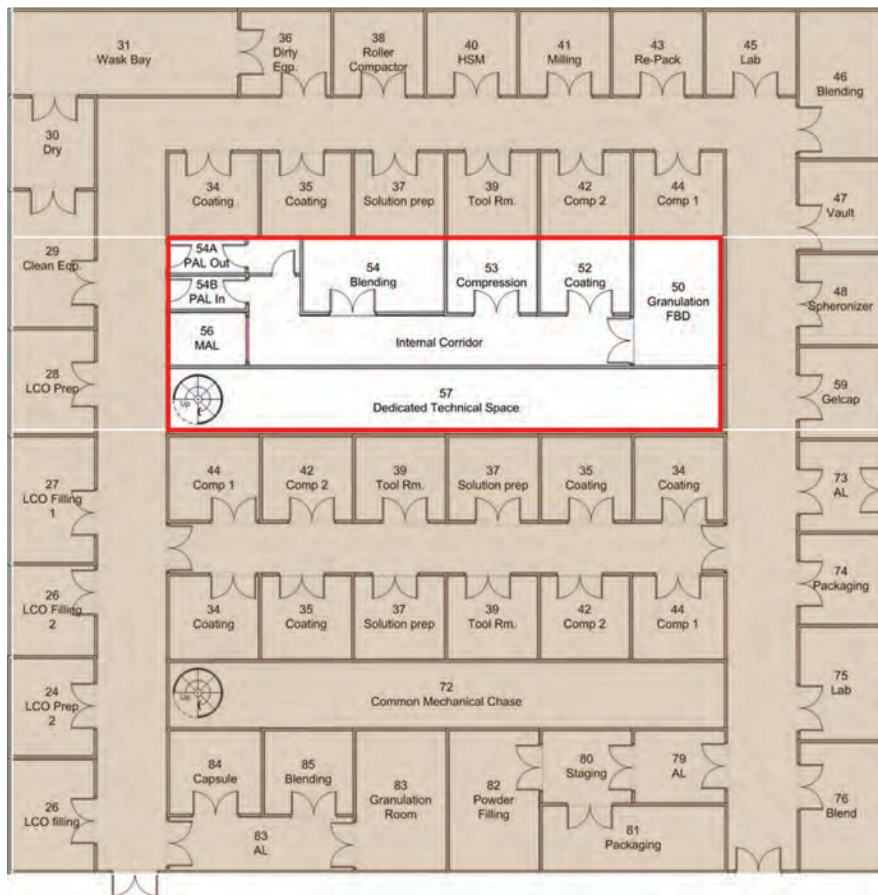 31
Wask Bay
36
Dirty
Eqp.
38
Roller
Compactor
40
HSM
41
Milling
43
Re-Pack
45
Lab
46
Blending
30
Dry
34
Coating
35
Coating
37
Solution prep
39
Tool Rm.
42
Comp 2
44
Comp 1
47
Vault
29
Clean Eqp.
54A
PAL Out
54B
PAL In
54
Blending
53
Compression
52
Coating
50
Granulation
FBD
48
Spheronizer
56
MAL
Internal Corridor
28
LCO Prep
Up
57
Dedicated Technical Space
59
Gelcap
27
LCO Filling
1
44
Comp 1
42
Comp 2
39
Tool Rm.
37
Solution prep
35
Coating
34
Coating
73
AL
74
Packaging
26
LCO Filling
2
34
Coating
35
Coating
37
Solution prep
39
Tool Rm.
42
Comp 2
44
Comp 1
24
LCO Prep
2
Up
72
Common Mechanical Chase
75
Lab
26
LCO filling
84
Capsule
85
Blending
83
Granulation
Room
82
Powder
Filling
80
Staging
79
AL
76
Blend
83
AL
81
Packaging